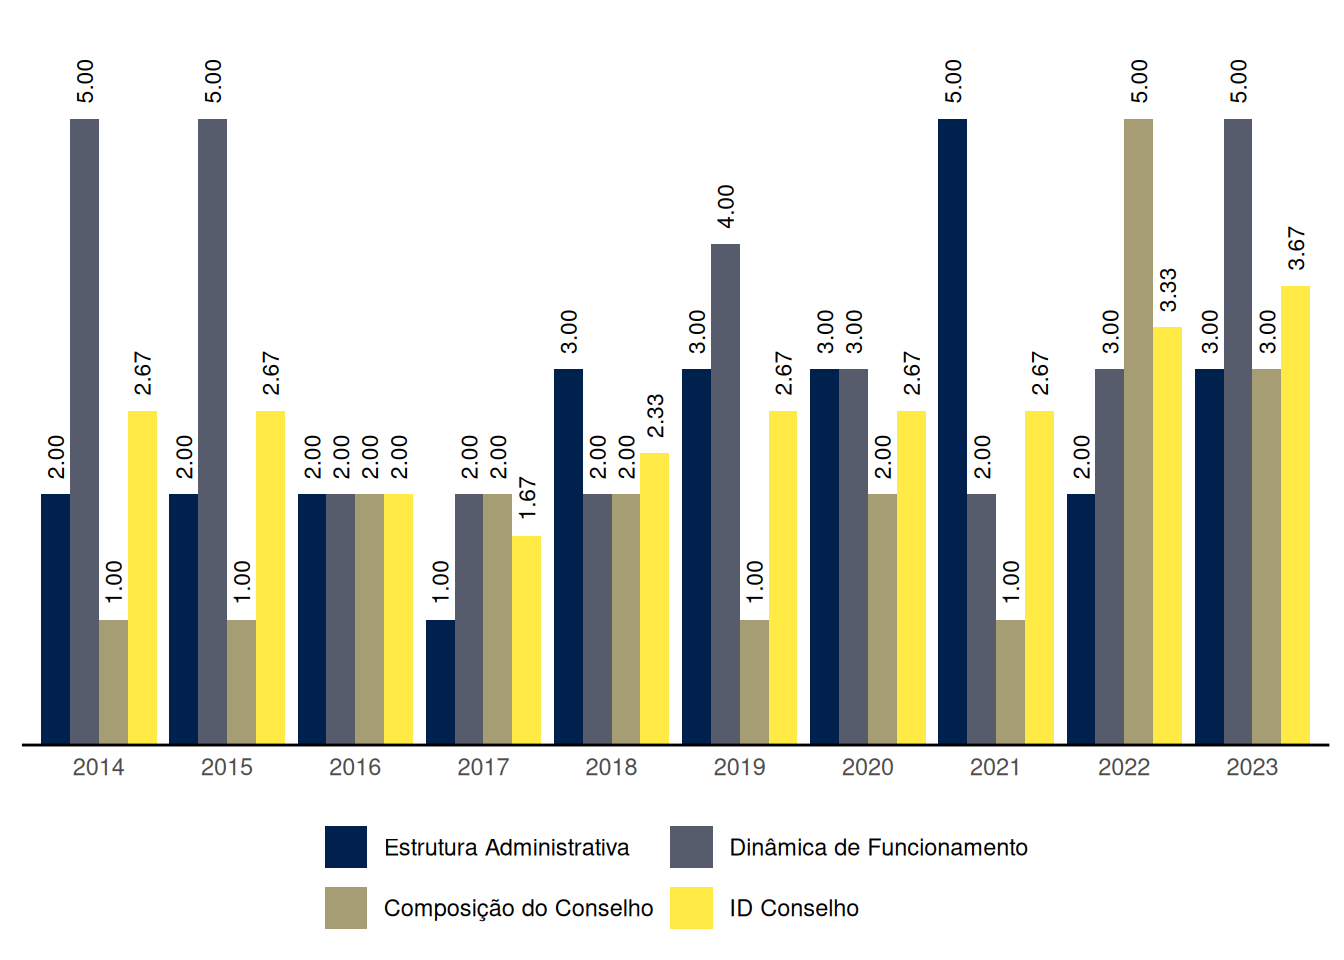 2.00 5.00 1.00 2.67 2.00 5.00 1.00 2.67 2.00 2.00 2.00 2.00 1.00 2.00 2.00 1.67 3.00 2.00 2.00 2.33 3.00 4.00 1.00 2.67 3.00 3.00 2.00 2.67 5.00 2.00 1.00 2.67 2.00 3.00 5.00 3.33 3.00 5.00 3.00 3.67
2014 2015 2016 2017 2018 2019 2020 2021 2022 2023
Estrutura Administrativa Dinâmica de Funcionamento
Composição do Conselho ID Conselho